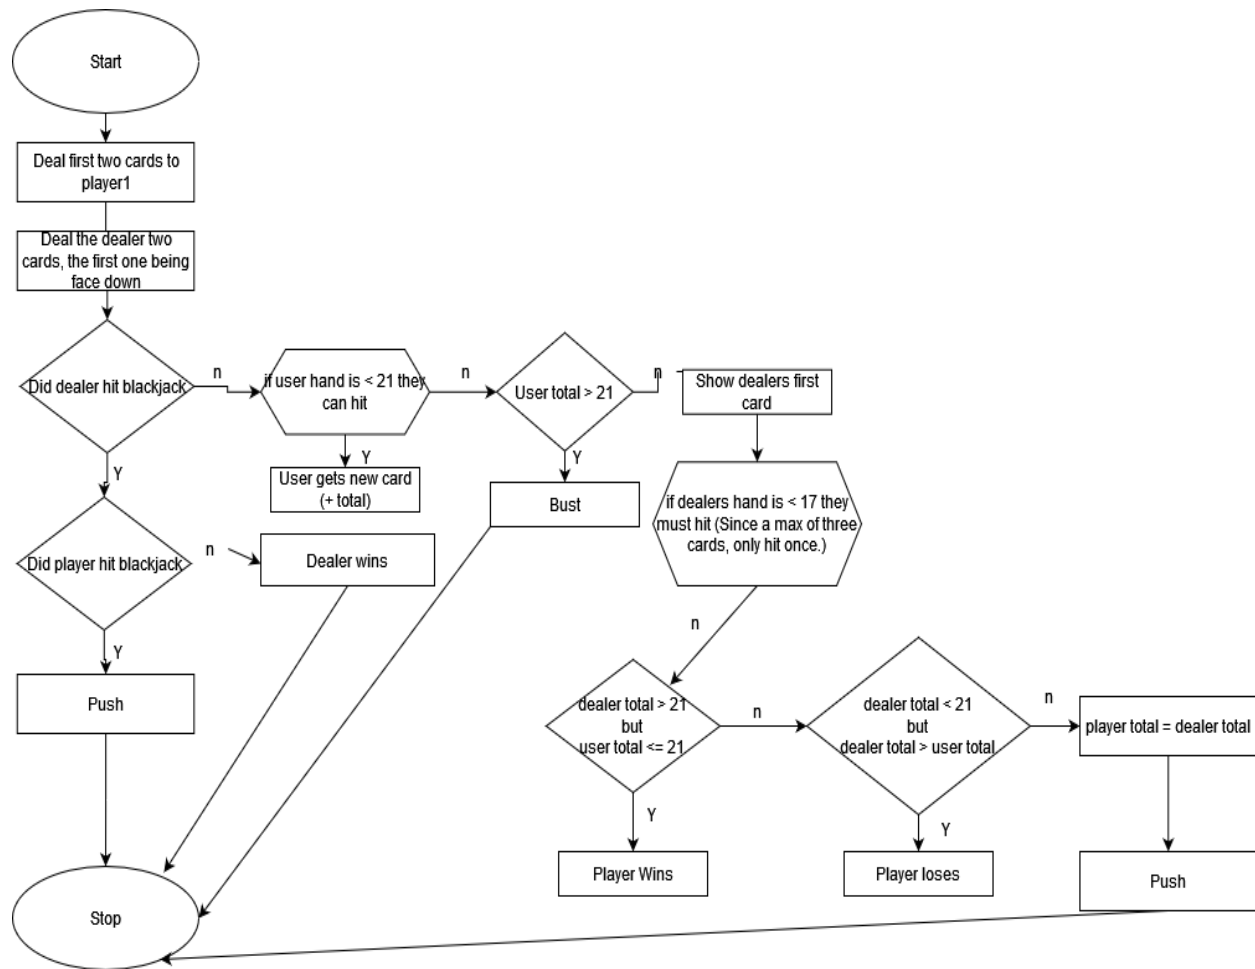 Start
Deal first two cards to
player1
Deal the dealer two
cards, the first one being
face down
Did dealer hit blackjack
n
if user hand is < 21 they
can hit
n
User total > 21
n
Show dealers first
card
Y
Y
Y
User gets new card
(+ total)
Bust
if dealers hand is < 17 they
must hit (Since a max of three
cards, only hit once.)
Did player hit blackjack
n
Dealer wins
Y
Push
n
dealer total > 21
but
user total <= 21
n
dealer total < 21
but
dealer total > user total
n
player total = dealer total
Y
Y
Player Wins
Player loses
Push
Stop